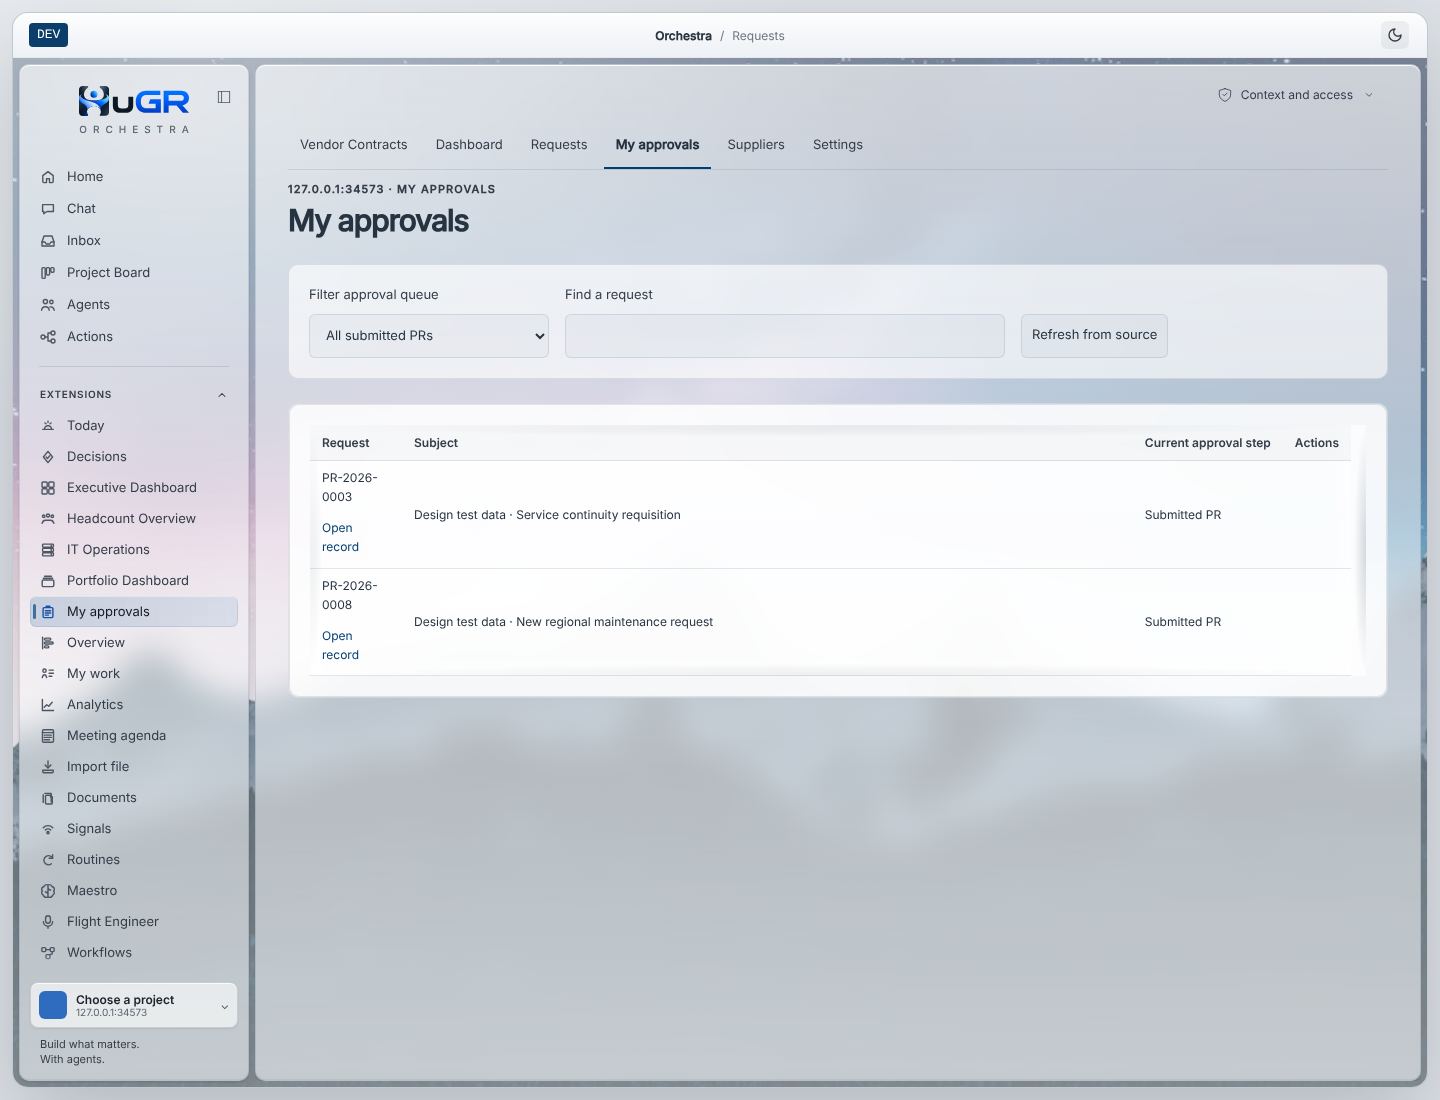 DEV
Orchestra / Requests
HuGR
ORCHESTRA
Context and access
Home
Chat
Inbox
Project Board
Agents
Actions
EXTENSIONS
Today
Decisions
Executive Dashboard
Headcount Overview
IT Operations
Portfolio Dashboard
My approvals
Overview
My work
Analytics
Meeting agenda
Import file
Documents
Signals
Routines
Maestro
Flight Engineer
Workflows
Choose a project
127.0.0.1:34573
Build what matters.
With agents.
Vendor Contracts Dashboard Requests My approvals Suppliers Settings
127.0.0.1:34573 · MY APPROVALS
My approvals
Filter approval queue Find a request
All submitted PRs Refresh from source
Request Subject Current approval step Actions
PR-2026-
0003
Open
record
Design test data · Service continuity requisition Submitted PR
PR-2026-
0008
Open
record
Design test data · New regional maintenance request Submitted PR